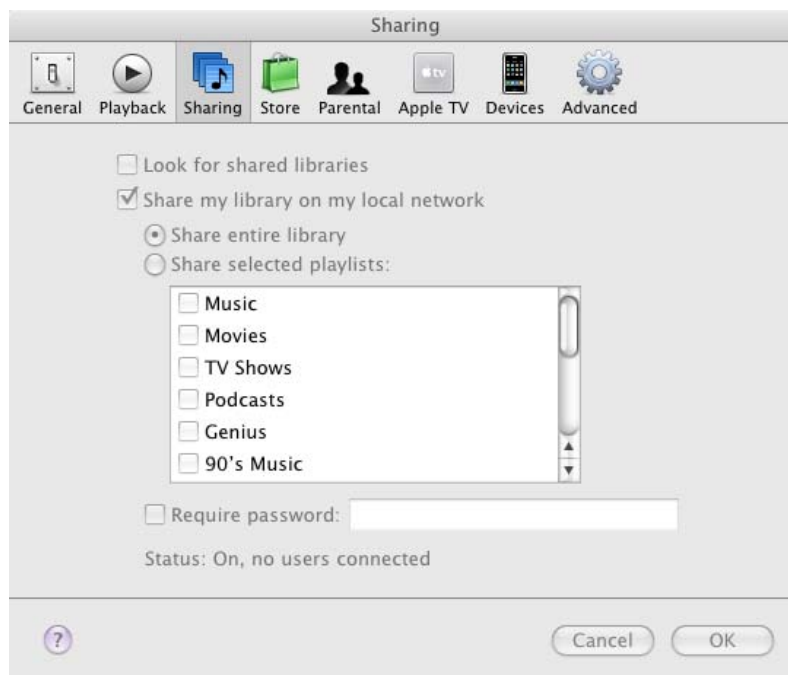 Sharing
General Playback Sharing Store Parental Apple TV Devices Advanced
Look for shared libraries
Share my library on my local network
Share entire library
Share selected playlists:
Music
Movies
TV Shows
Podcasts
Genius
90's Music
Require password:
Status: On, no users connected
? Cancel OK